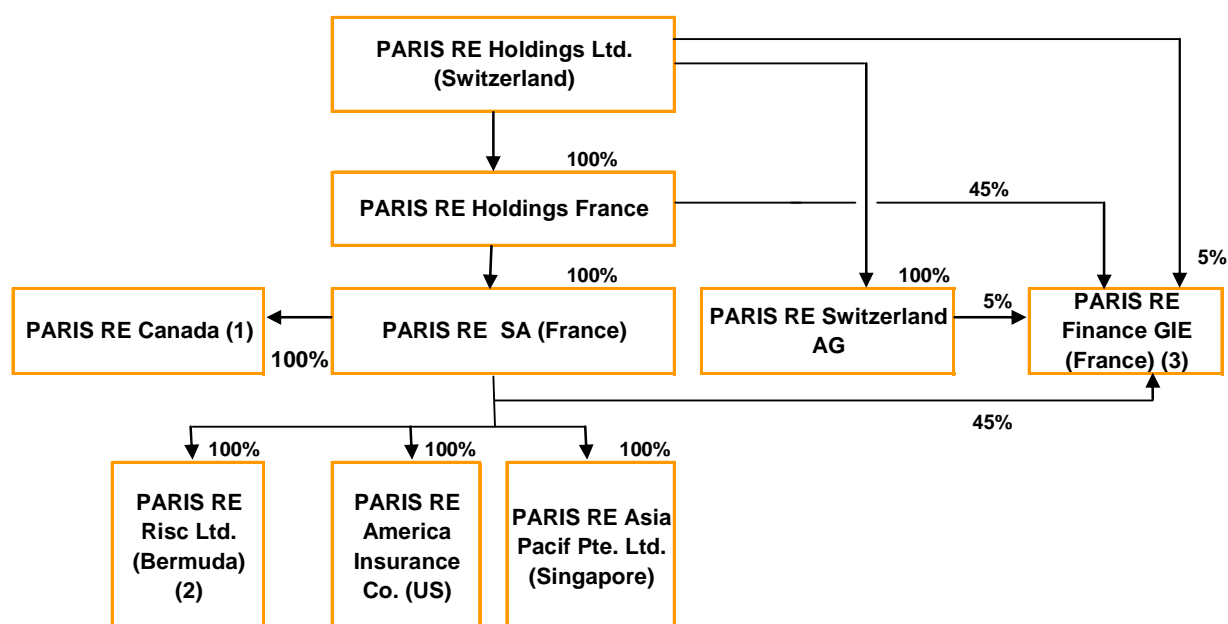 PARIS RE Holdings Ltd.
(Switzerland)
100%
PARIS RE Holdings France
45%
100%
100%
5%
PARIS RE Canada (1)
100%
PARIS RE  SA (France)
PARIS RE Switzerland
AG
5%
PARIS RE
Finance GIE
(France) (3)
45%
100%
100%
100%
PARIS RE
Risc Ltd.
(Bermuda)
(2)
PARIS RE
America
Insurance
Co. (US)
PARIS RE Asia
Pacif Pte. Ltd.
(Singapore)